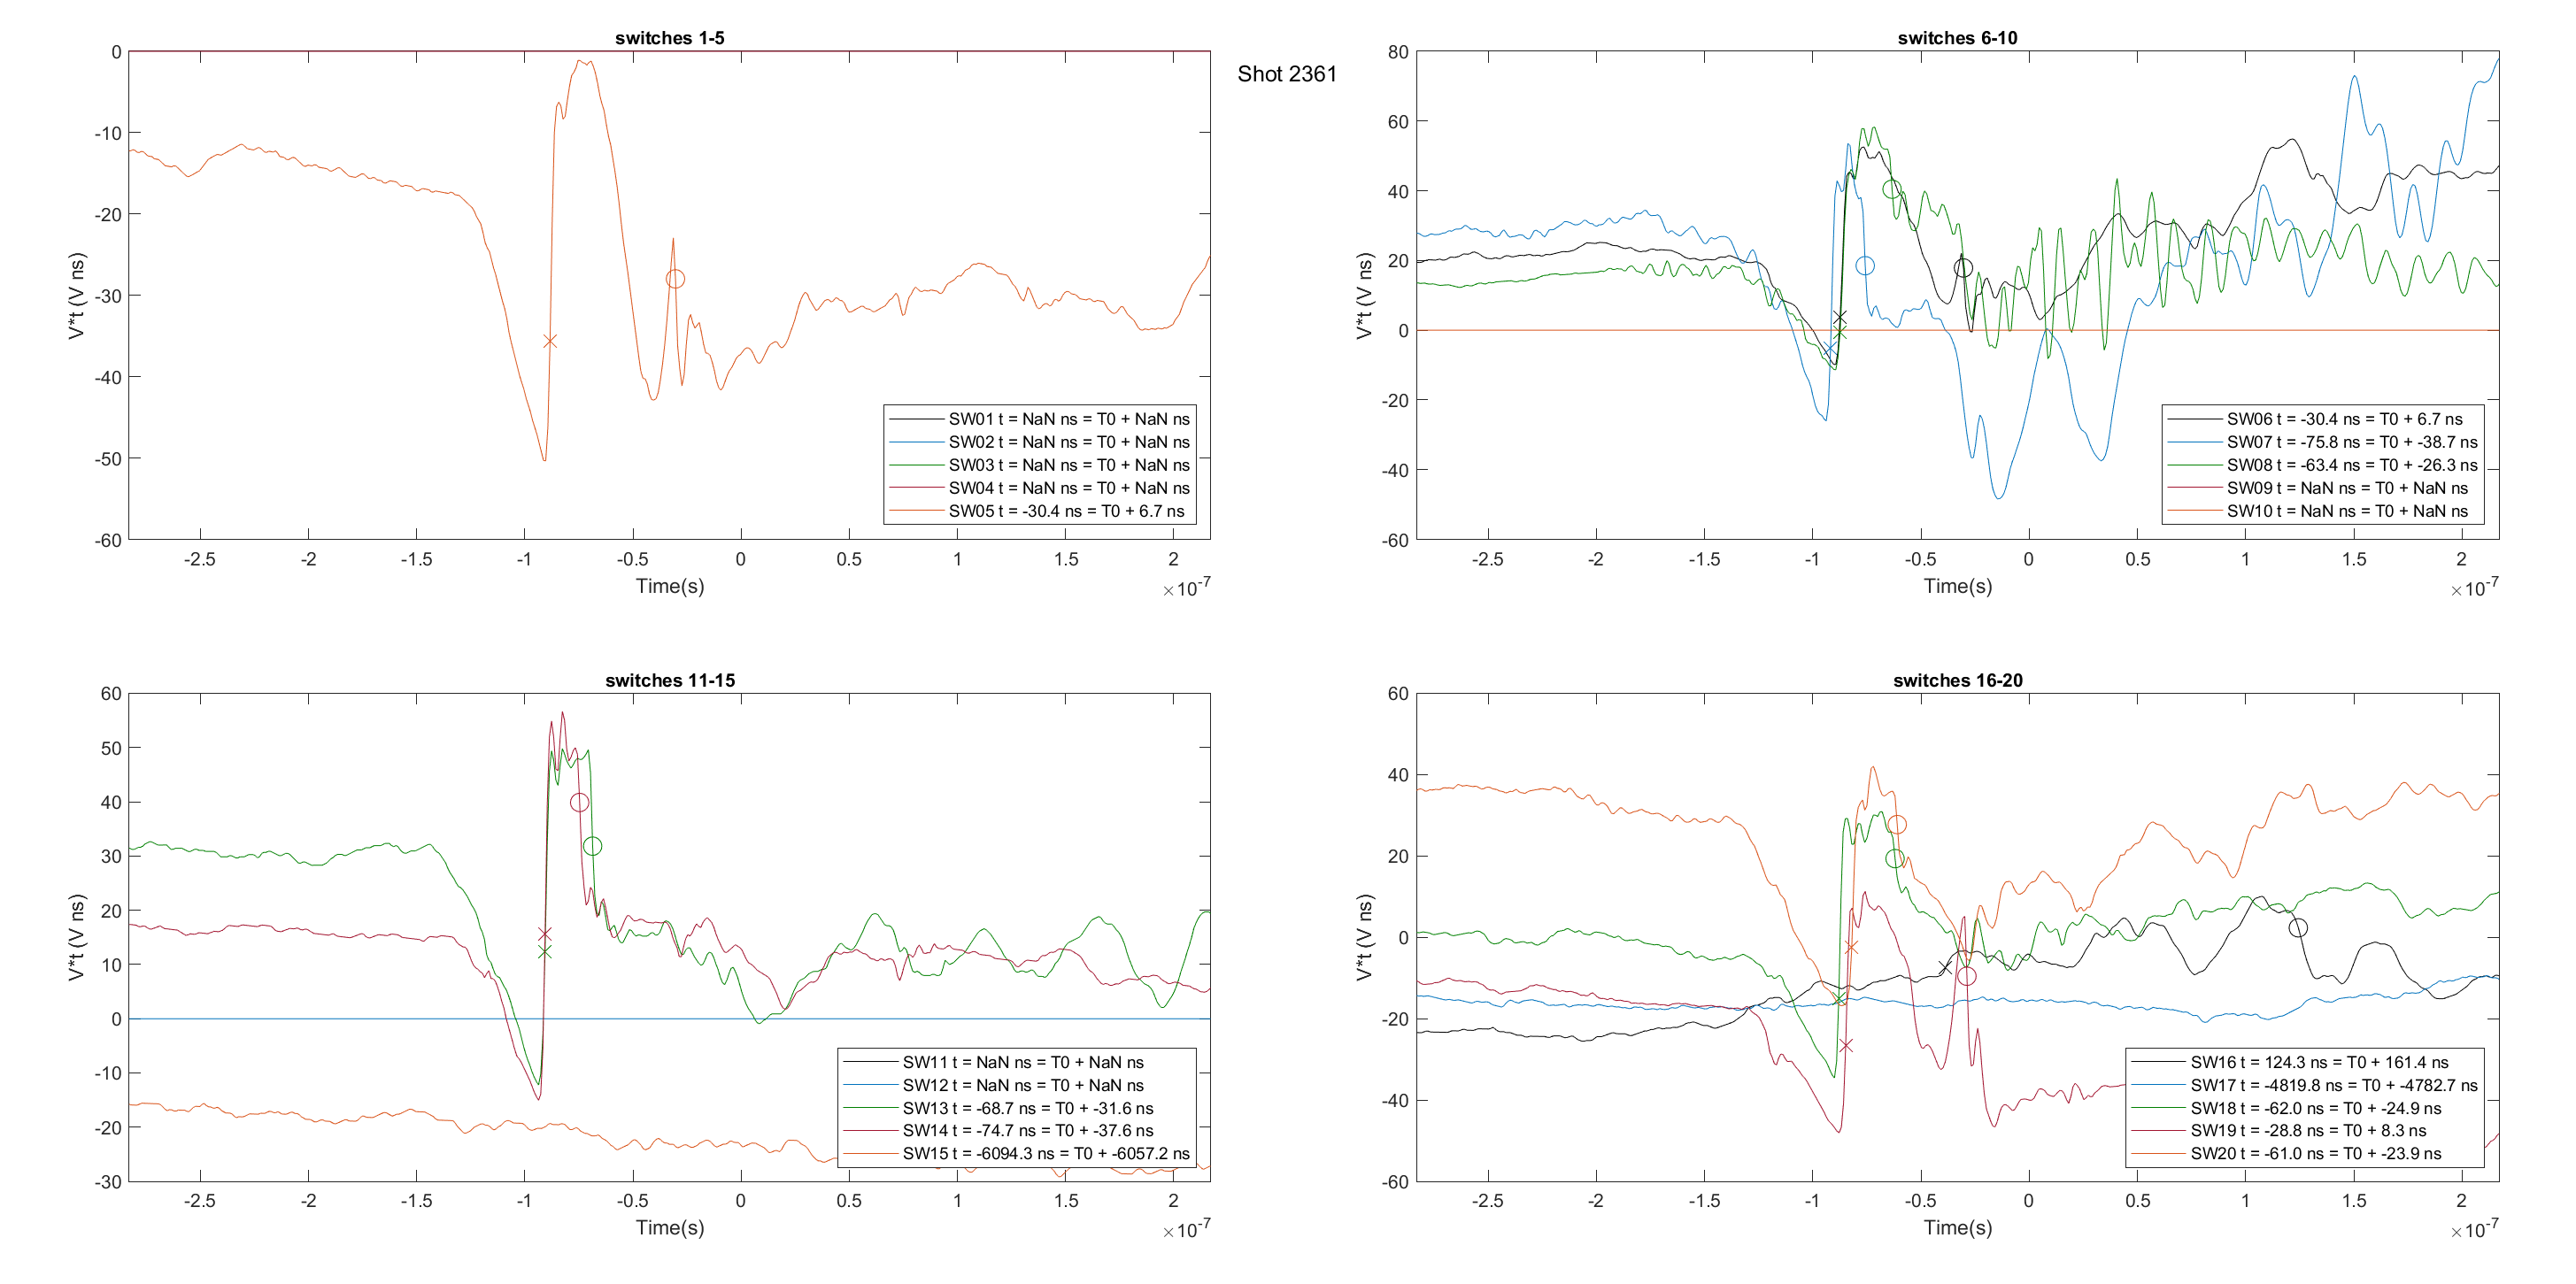 Shot 2361
switches 1-5
0
-10
-20
-30
-40
-50
-60
V*t (V ns)
-2.5 -2 -1.5 -1 -0.5 0 0.5 1 1.5 2
Time(s)
×10-7
SW01 t = NaN ns = T0 + NaN ns
SW02 t = NaN ns = T0 + NaN ns
SW03 t = NaN ns = T0 + NaN ns
SW04 t = NaN ns = T0 + NaN ns
SW05 t = -30.4 ns = T0 + 6.7 ns
switches 6-10
80
60
40
20
0
-20
-40
-60
V*t (V ns)
-2.5 -2 -1.5 -1 -0.5 0 0.5 1 1.5 2
Time(s)
×10-7
SW06 t = -30.4 ns = T0 + 6.7 ns
SW07 t = -75.8 ns = T0 + -38.7 ns
SW08 t = -63.4 ns = T0 + -26.3 ns
SW09 t = NaN ns = T0 + NaN ns
SW10 t = NaN ns = T0 + NaN ns
switches 11-15
60
50
40
30
20
10
0
-10
-20
-30
V*t (V ns)
-2.5 -2 -1.5 -1 -0.5 0 0.5 1 1.5 2
Time(s)
×10-7
SW11 t = NaN ns = T0 + NaN ns
SW12 t = NaN ns = T0 + NaN ns
SW13 t = -68.7 ns = T0 + -31.6 ns
SW14 t = -74.7 ns = T0 + -37.6 ns
SW15 t = -6094.3 ns = T0 + -6057.2 ns
switches 16-20
60
40
20
0
-20
-40
-60
V*t (V ns)
-2.5 -2 -1.5 -1 -0.5 0 0.5 1 1.5 2
Time(s)
×10-7
SW16 t = 124.3 ns = T0 + 161.4 ns
SW17 t = -4819.8 ns = T0 + -4782.7 ns
SW18 t = -62.0 ns = T0 + -24.9 ns
SW19 t = -28.8 ns = T0 + 8.3 ns
SW20 t = -61.0 ns = T0 + -23.9 ns